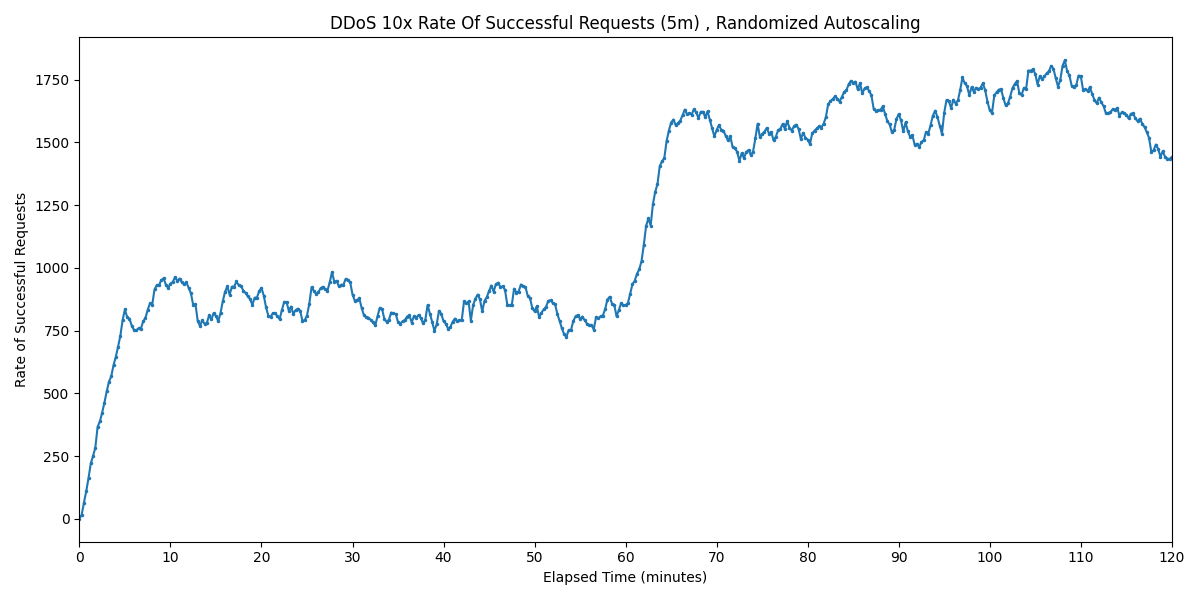 DDoS 10x Rate Of Successful Requests (5m) , Randomized Autoscaling
Rate of Successful Requests
1750
1500
1250
1000
750
500
250
0
0 10 20 30 40 50 60 70 80 90 100 110 120
Elapsed Time (minutes)